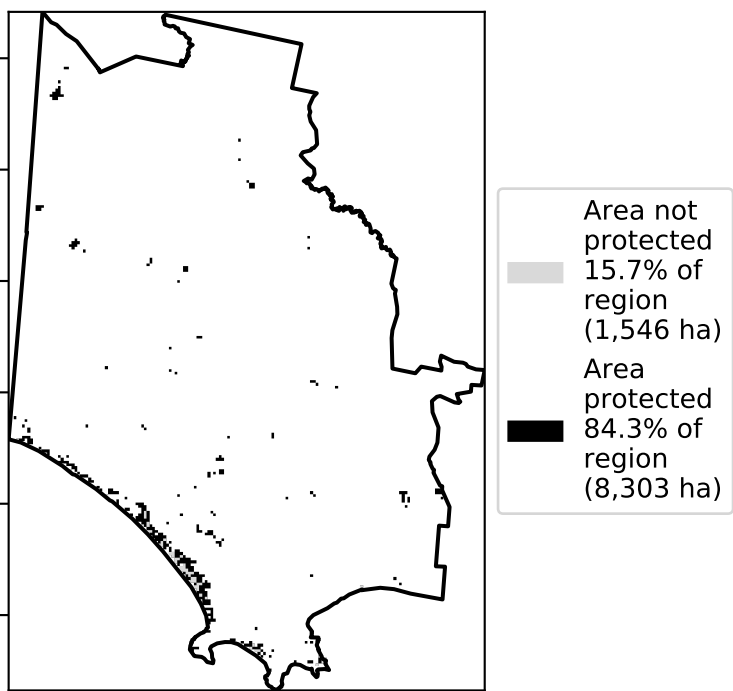 Area not
protected
15.7% of
region
(1,546 ha)
Area
protected
84.3% of
region
(8,303 ha)